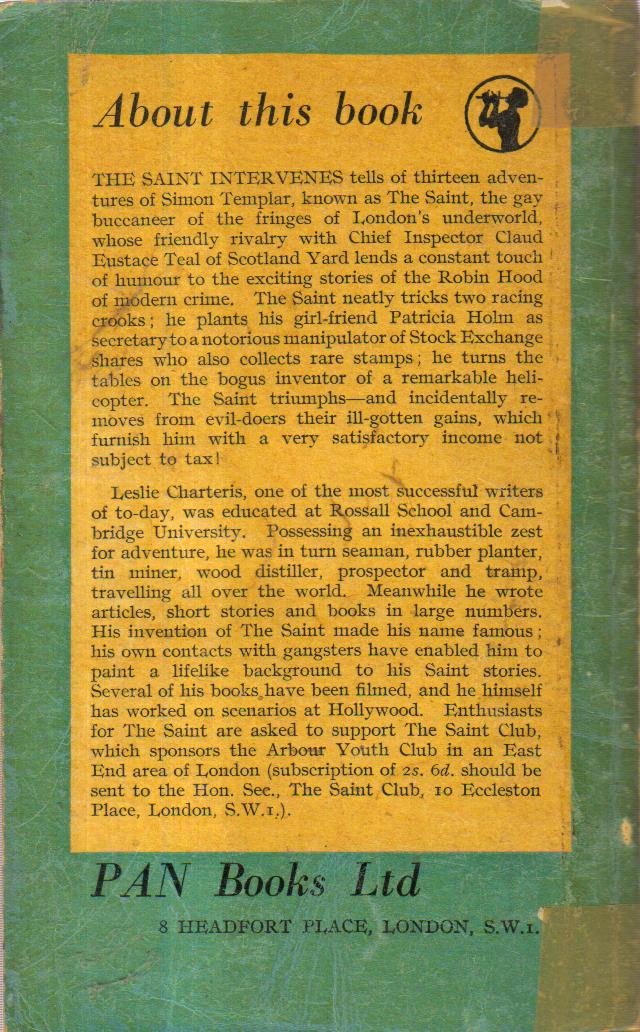 About this book
THE SAINT INTERVENES tells of thirteen adven-
tures of Simon Templar, known as The Saint, the gay
buccaneer of the fringes of London's underworld,
whose friendly rivalry with Chief Inspector Claud
Eustace Teal of Scotland Yard lends a constant touch
of humour to the exciting stories of the Robin Hood
of modern crime. The Saint neatly tricks two racing
crooks; he plants his girl-friend Patricia Holm as
secretary to a notorious manipulator of Stock Exchange
shares who also collects rare stamps; he turns the
tables on the bogus inventor of a remarkable heli-
copter. The Saint triumphs—and incidentally re-
moves from evil-doers their ill-gotten gains, which
furnish him with a very satisfactory income not
subject to tax!
Leslie Charteris, one of the most successful writers
of to-day, was educated at Rossall School and Cam-
bridge University. Possessing an inexhaustible zest
for adventure, he was in turn seaman, rubber planter,
tin miner, wood distiller, prospector and tramp,
travelling all over the world. Meanwhile he wrote
articles, short stories and books in large numbers.
His invention of The Saint made his name famous;
his own contacts with gangsters have enabled him to
paint a lifelike background to his Saint stories.
Several of his books have been filmed, and he himself
has worked on scenarios at Hollywood. Enthusiasts
for The Saint are asked to support The Saint Club,
which sponsors the Arbour Youth Club in an East
End area of London (subscription of 2s. 6d. should be
sent to the Hon. Sec., The Saint Club, 10 Eccleston
Place, London, S.W.1.).
PAN Books Ltd
8 HEADFORT PLACE, LONDON, S.W.1.